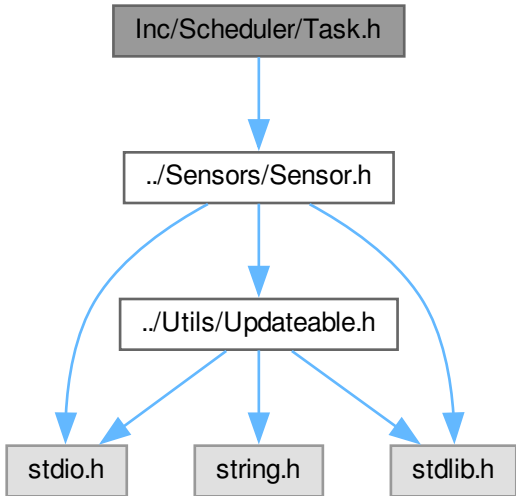 Inc/Scheduler/Task.h
../Sensors/Sensor.h
../Utils/Updateable.h
stdio.h
string.h
stdlib.h